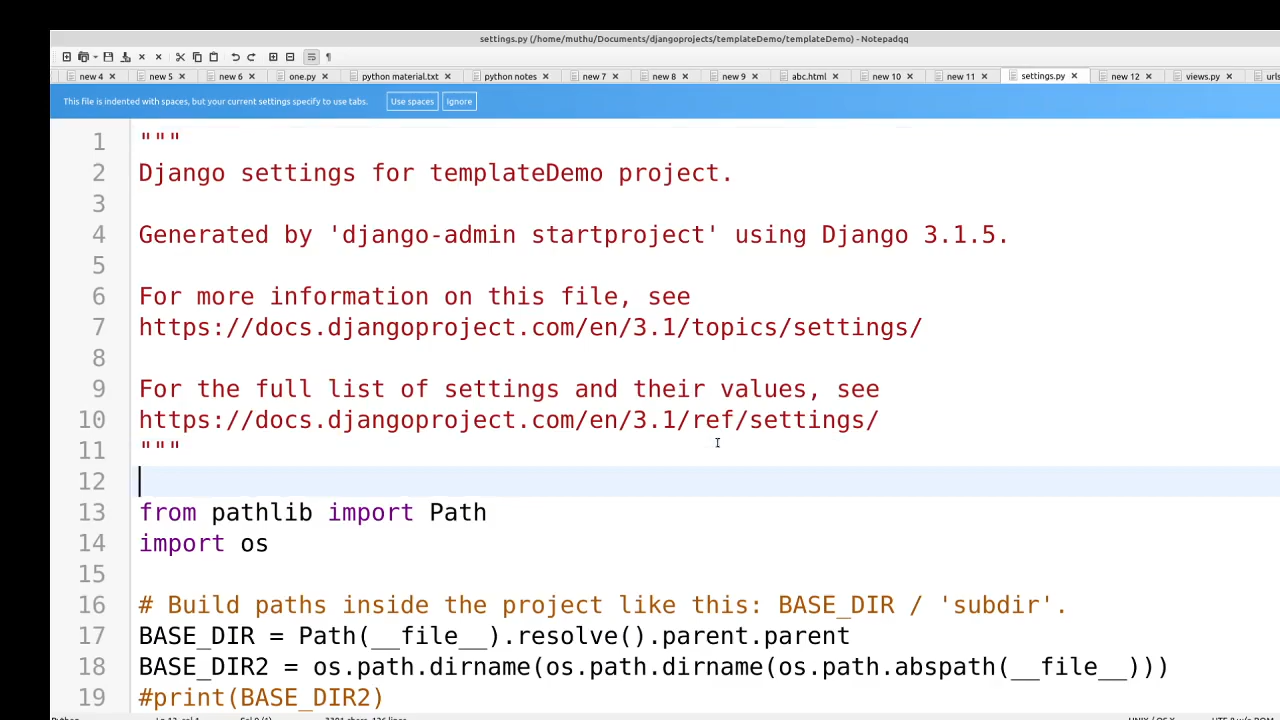 settings.py (/home/muthu/Documents/djangoprojects/templateDemo/templateDemo) - Notepadqq
new 4 new 5 new 6 one.py python material.txt python notes new 7 new 8 new 9 abc.html new 10 new 11 settings.py new 12 views.py urls
This file is indented with spaces, but your current settings specify to use tabs. Use spaces Ignore
1 """
2 Django settings for templateDemo project.
3
4 Generated by 'django-admin startproject' using Django 3.1.5.
5
6 For more information on this file, see
7 https://docs.djangoproject.com/en/3.1/topics/settings/
8
9 For the full list of settings and their values, see
10 https://docs.djangoproject.com/en/3.1/ref/settings/
11 """
12
13 from pathlib import Path
14 import os
15
16 # Build paths inside the project like this: BASE_DIR / 'subdir'.
17 BASE_DIR = Path(__file__).resolve().parent.parent
18 BASE_DIR2 = os.path.dirname(os.path.dirname(os.path.abspath(__file__)))
19 #print(BASE_DIR2)